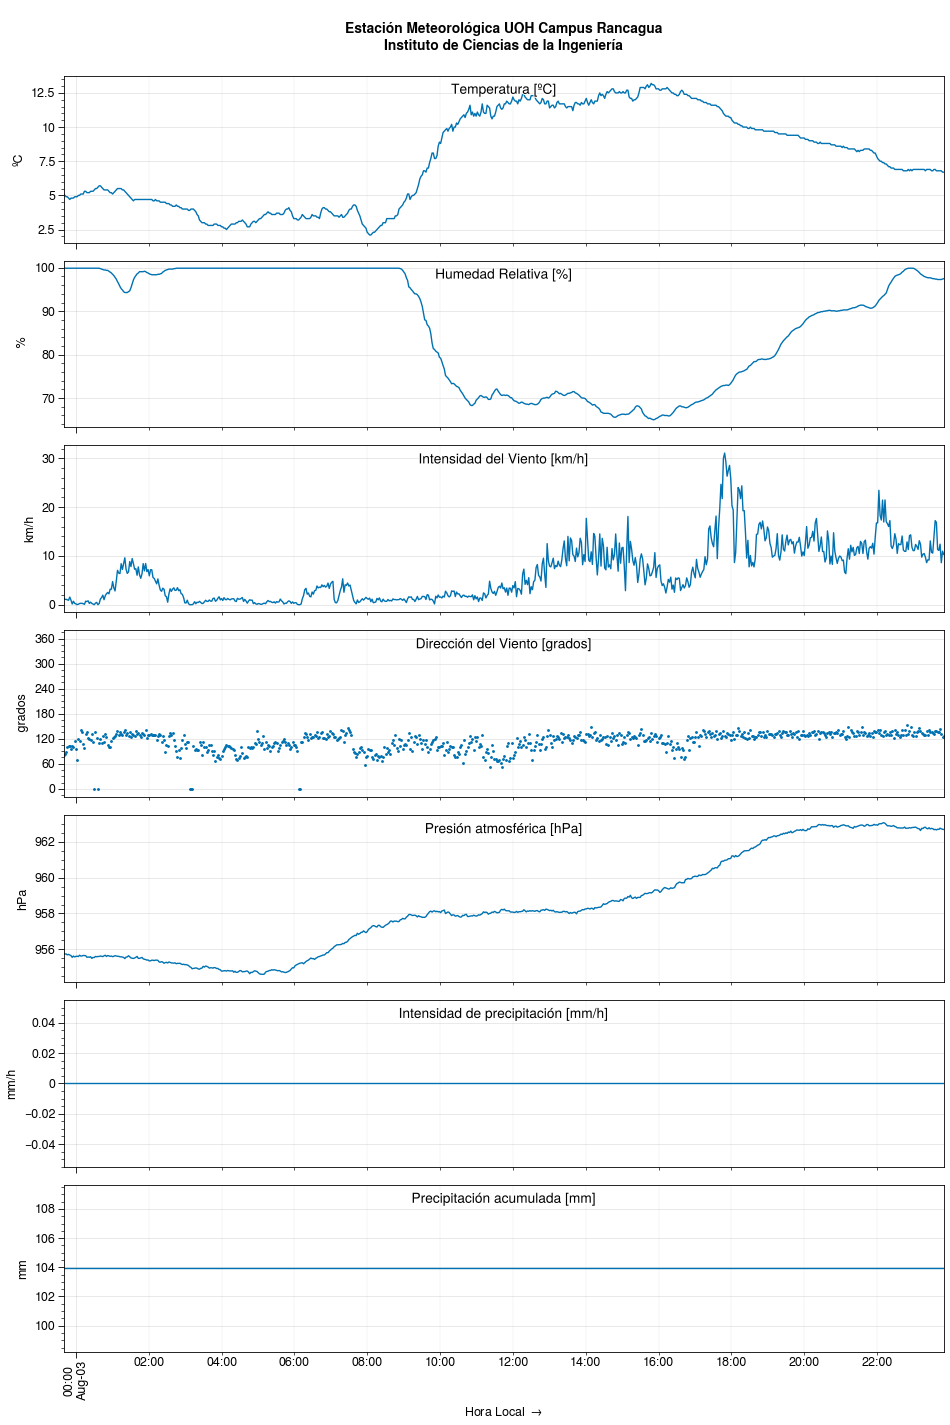 Estación Meteorológica UOH Campus Rancagua
Instituto de Ciencias de la Ingeniería
Temperatura [ºC]
12.5
10
7.5
5
2.5
ºC
Humedad Relativa [%]
100
90
80
70
%
Intensidad del Viento [km/h]
30
20
10
0
km/h
Dirección del Viento [grados]
360
300
240
180
120
60
0
grados
Presión atmosférica [hPa]
962
960
958
956
hPa
Intensidad de precipitación [mm/h]
0.04
0.02
0
−0.02
−0.04
mm/h
Precipitación acumulada [mm]
108
106
104
102
100
mm
00:00
Aug-03
02:00
04:00
06:00
08:00
10:00
12:00
14:00
16:00
18:00
20:00
22:00
Hora Local →